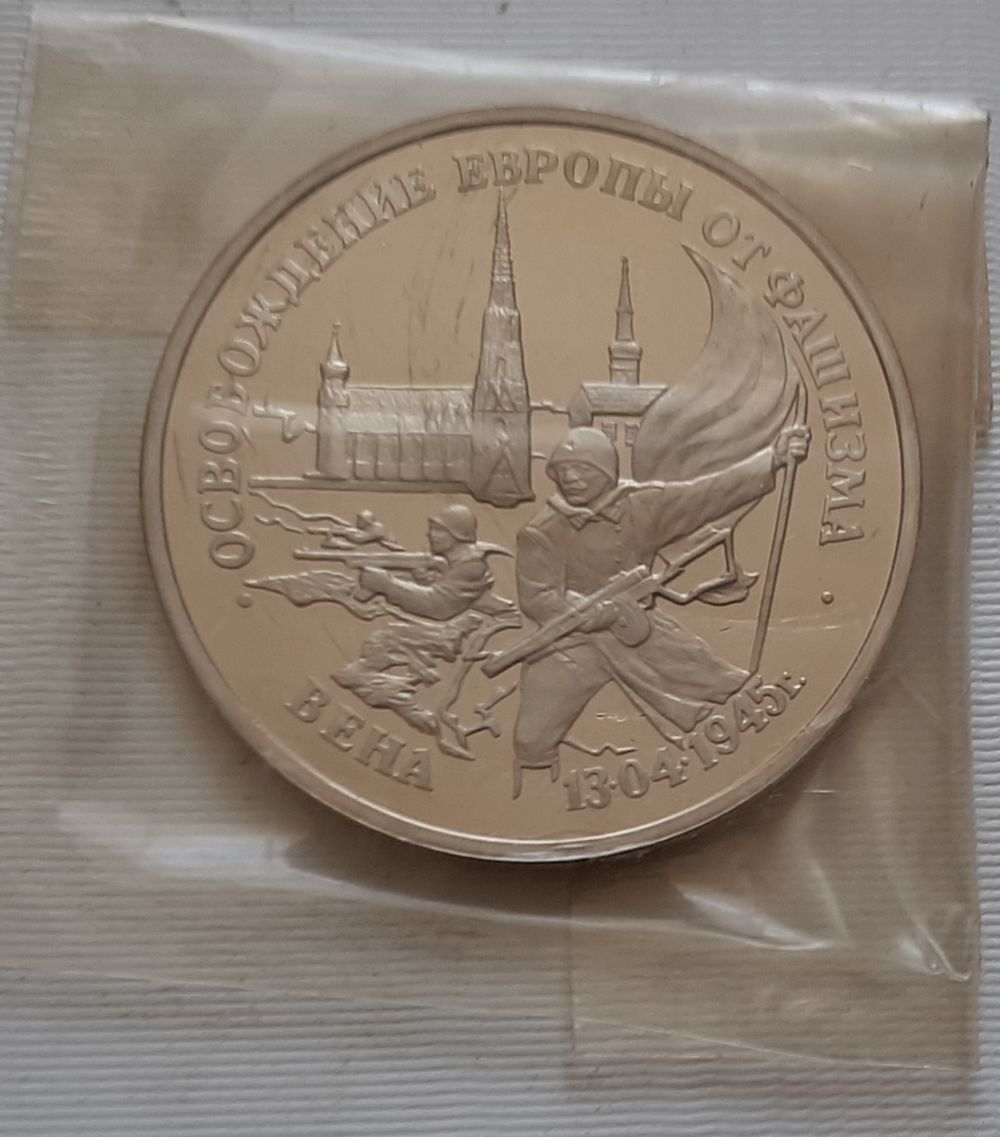 ОСВОБОЖДЕНИЕ ЕВРОПЫ ОТ ФАШИЗМА
ВЕНА
13·04·1945г.